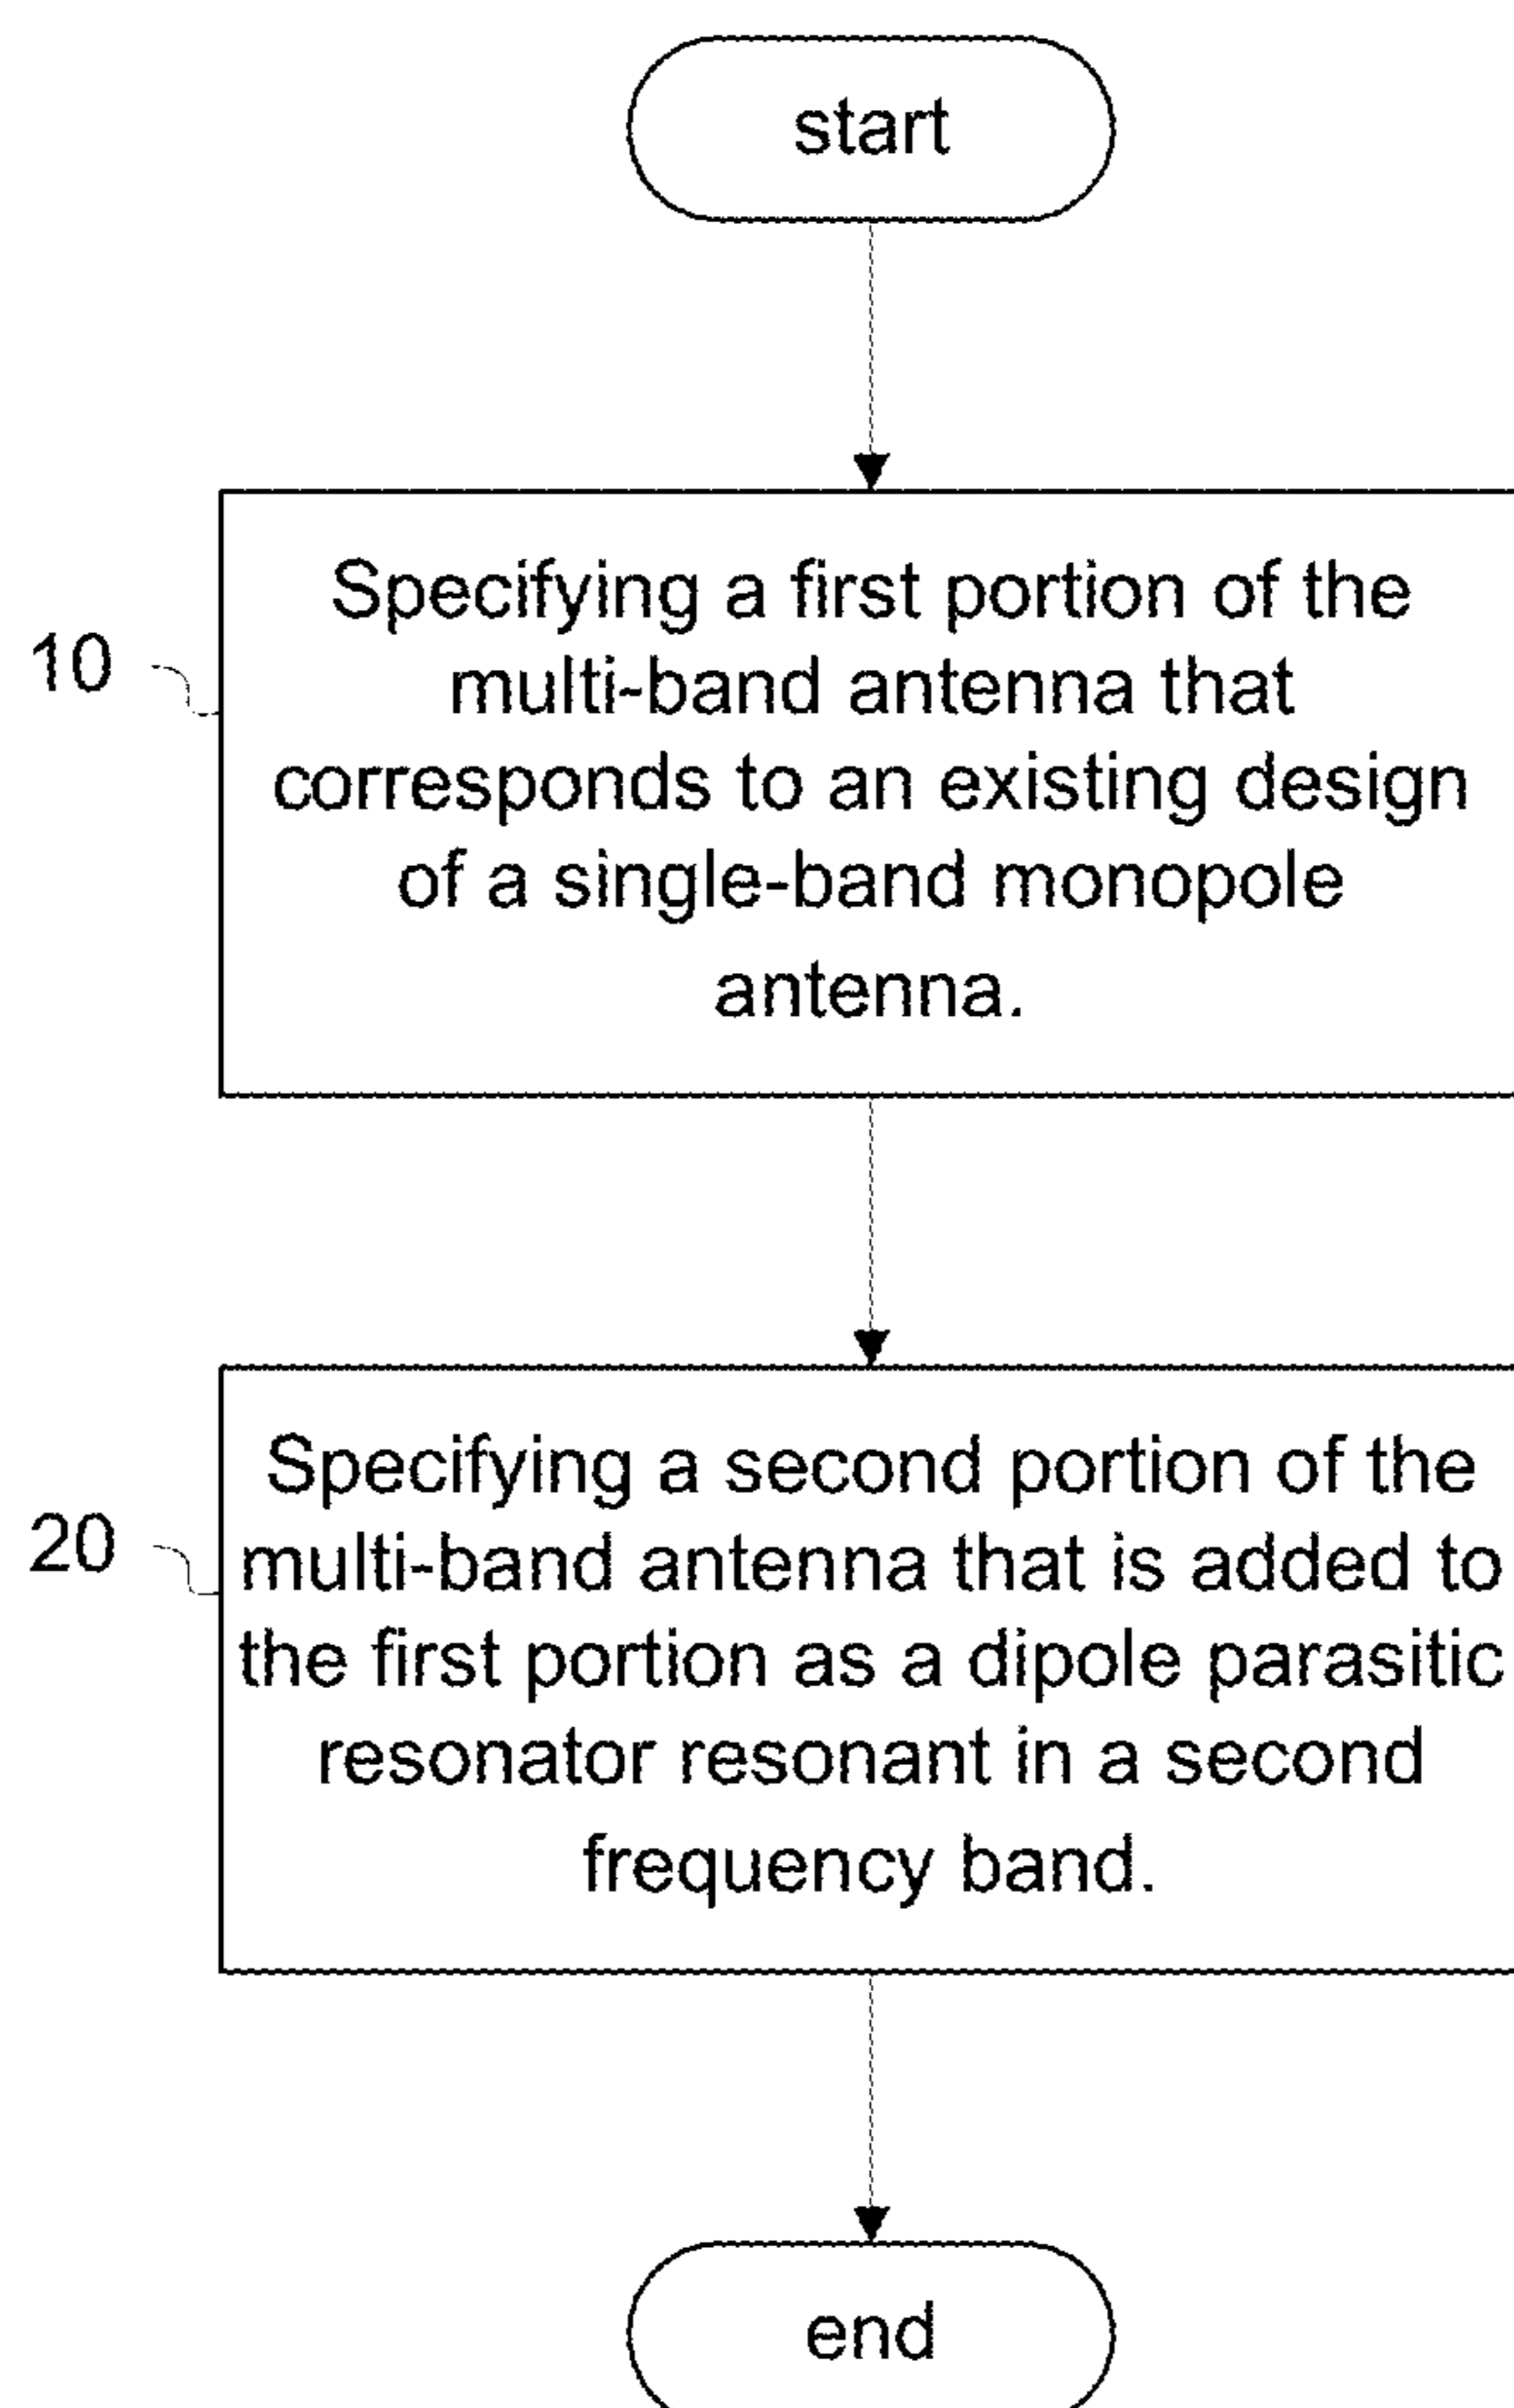 start
10
Specifying a first portion of the
multi-band antenna that
corresponds to an existing design
of a single-band monopole
antenna.
20
Specifying a second portion of the
multi-band antenna that is added to
the first portion as a dipole parasitic
resonator resonant in a second
frequency band.
end